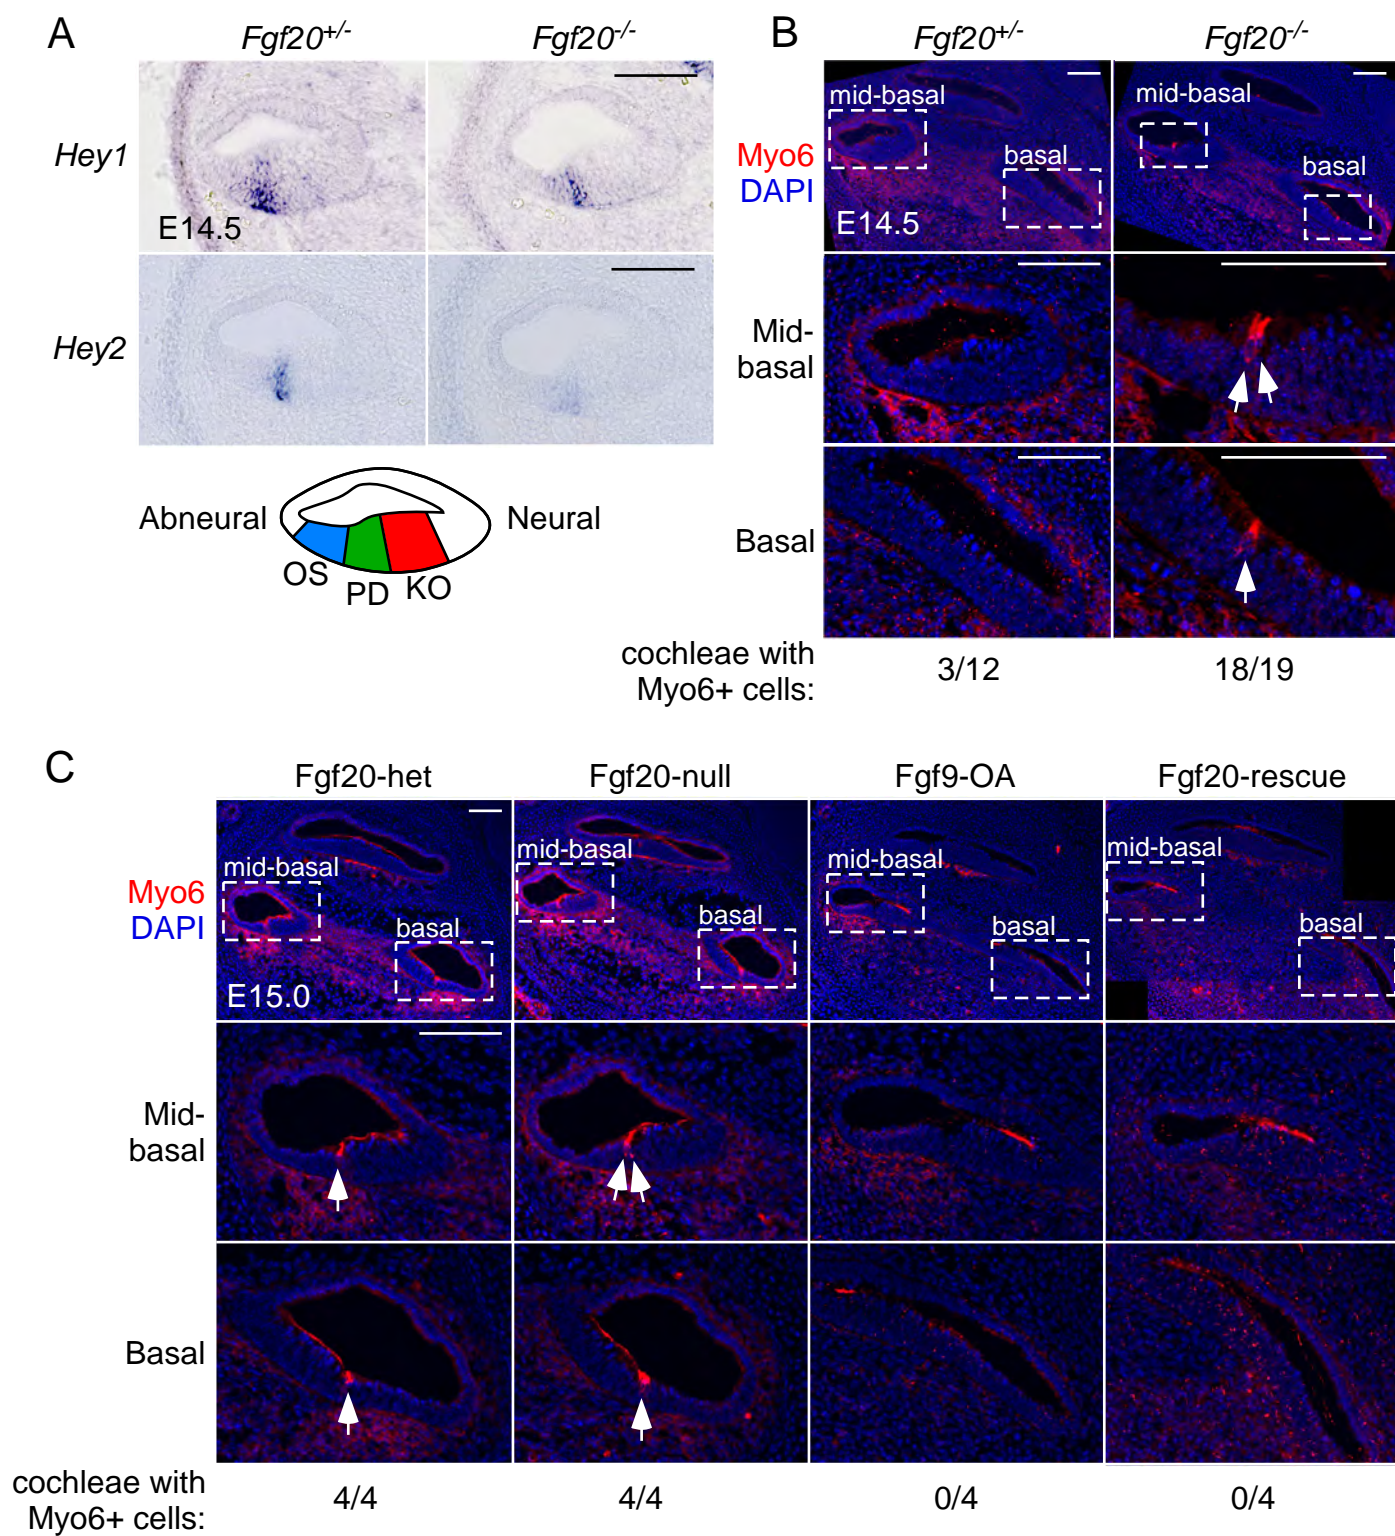 A
Fgf20+/-
Fgf20-/-
Hey1
E14.5
Hey2
Abneural
Neural
OS
PD
KO
B
Fgf20+/-
Fgf20-/-
Myo6
DAPI
mid-basal
basal
E14.5
mid-basal
basal
Mid-
basal
Basal
cochleae with
Myo6+ cells:
3/12
18/19
C
Fgf20-het
Fgf20-null
Fgf9-OA
Fgf20-rescue
Myo6
DAPI
mid-basal
basal
E15.0
mid-basal
basal
mid-basal
basal
mid-basal
basal
Mid-
basal
Basal
cochleae with
Myo6+ cells:
4/4
4/4
0/4
0/4